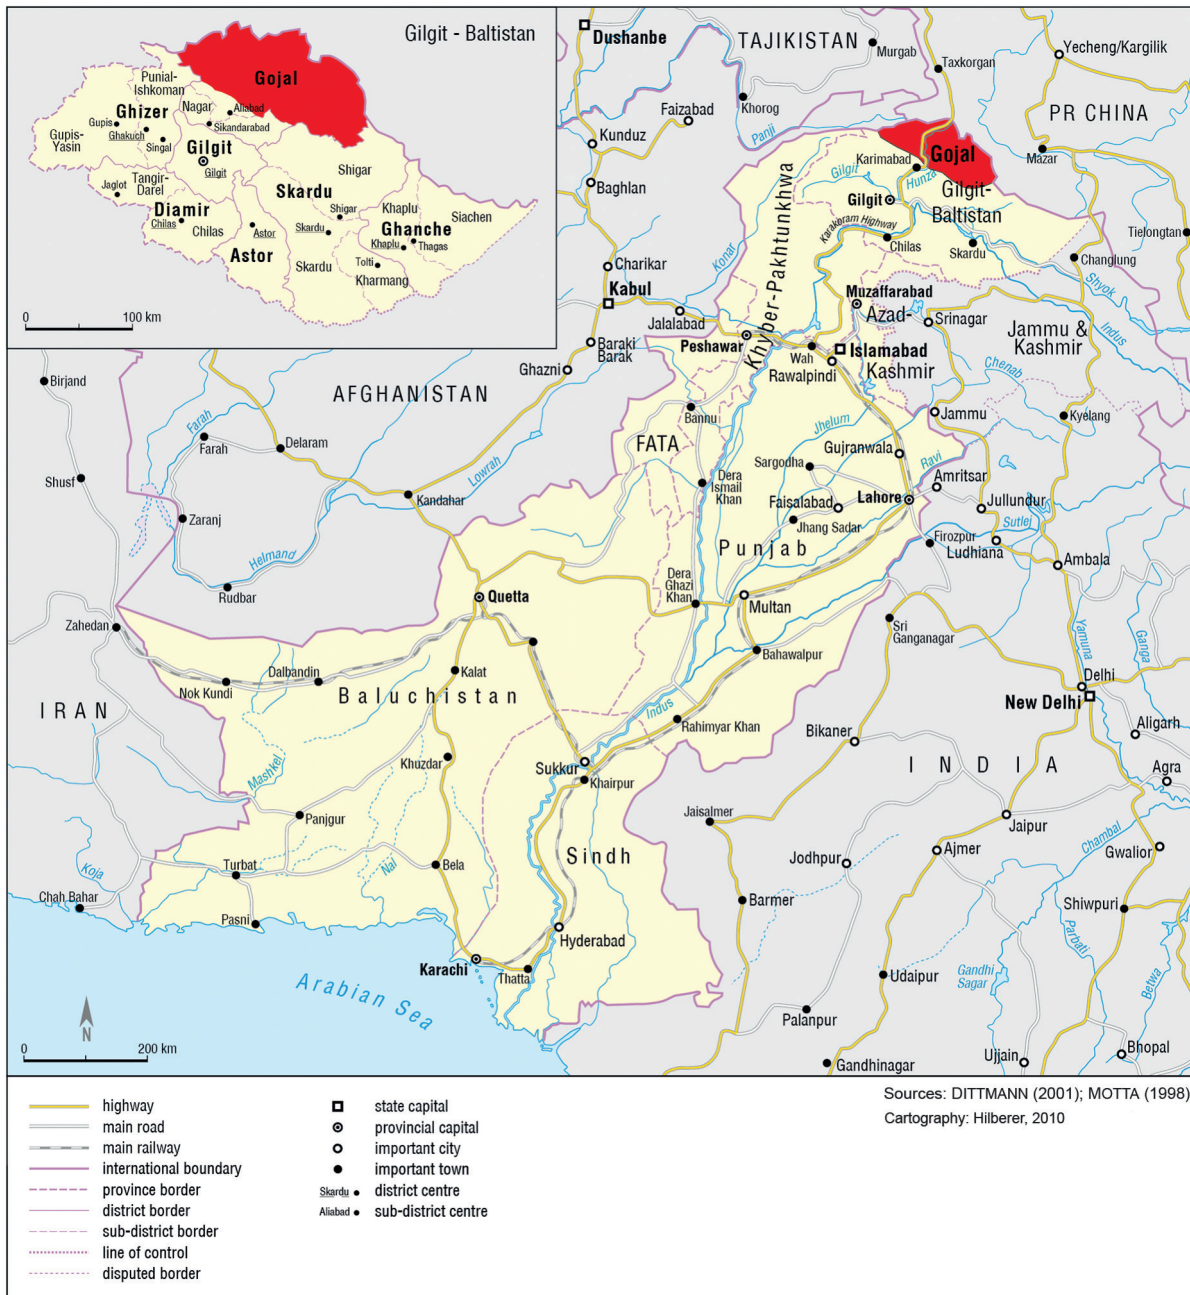 Gilgit - Baltistan
Gojal
Punial-
Ishkoman
Ghizer
Nagar
Aliabad
Sikandarabad
Gupis
Ghakuch
Singal
Gupis-
Yasin
Gilgit
Gilgit
Tangir-
Darel
Jaglot
Diamir
Chilas
Chilas
Skardu
Shigar
Shigar
Khaplu
Siachen
Ghanche
Skardu
Khaplu
Thagas
Astor
Astor
Tolti
Skardu
Kharmang
0
100 km
Dushanbe
TAJIKISTAN
Murgab
Taxkorgan
Yecheng/Kargilik
Khorog
Faizabad
Panji
PR CHINA
Kunduz
Mazar
Gojal
Karimabad
Hunza
Gilgit
Gilgit
Gilgit-
Baltistan
Baghlan
Karakoram Highway
Chilas
Skardu
Tielongtan
Changlung
Shyok
Indus
Charikar
Konar
Khyber-Pakhtunkhwa
Kabul
Jalalabad
Muzaffarabad
Azad-
Kashmir
Srinagar
Jammu &
Kashmir
Peshawar
Wah
Islamabad
Rawalpindi
Baraki
Barak
Ghazni
Chenab
Birjand
AFGHANISTAN
Farah
Farah
Delaram
Bannu
Jammu
Kyelang
FATA
Jhelum
Gujranwala
Ravi
Shusf
Lowrah
Kandahar
Dera
Ismail
Khan
Sargodha
Faisalabad
Lahore
Amritsar
Jullundur
Sutlej
Zaranj
Jhang Sadar
Firozpur
Ludhiana
Punjab
Helmand
Ambala
Rudbar
Dera
Ghazi
Khan
Quetta
Multan
Zahedan
Sri
Ganganagar
Yamuna
Ganga
Bahawalpur
Nok Kundi
Dalbandin
Kalat
Delhi
New Delhi
Baluchistan
IRAN
Indus
Rahimyar Khan
Bikaner
Aligarh
Mashkel
Khuzdar
Sukkur
Khairpur
INDIA
Agra
Panjgur
Jaisalmer
Jaipur
Chambal
Koja
Turbat
Nal
Bela
Sindh
Jodhpur
Ajmer
Gwalior
Chah Bahar
Pasni
Barmer
Shiwpuri
Hyderabad
Parbati
Karachi
Thatta
Udaipur
Gandhi
Sagar
Betwa
Arabian Sea
Palanpur
N
0
200 km
Gandhinagar
Ujjain
Bhopal
Sources: DITTMANN (2001); MOTTA (1998)
Cartography: Hilberer, 2010
highway
main road
main railway
international boundary
province border
district border
sub-district border
line of control
disputed border
state capital
provincial capital
important city
important town
Skardu district centre
Aliabad sub-district centre